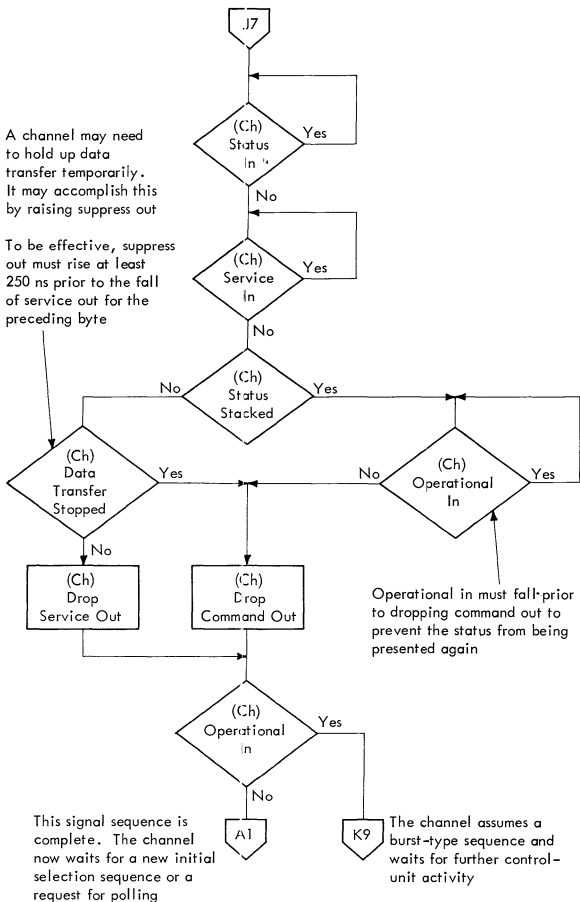 J7
(Ch)
Status
In
Yes
No
A channel may need
to hold up data
transfer temporarily.
It may accomplish this
by raising suppress out
To be effective, suppress
out must rise at least
250 ns prior to the fall
of service out for the
preceding byte
(Ch)
Service
In
Yes
No
(Ch)
Status
Stacked
No
Yes
(Ch)
Data
Transfer
Stopped
Yes
No
(Ch)
Operational
In
No
Yes
(Ch)
Drop
Service Out
(Ch)
Drop
Command Out
Operational in must fall prior
to dropping command out to
prevent the status from being
presented again
(Ch)
Operational
In
Yes
No
This signal sequence is
complete. The channel
now waits for a new initial
selection sequence or a
request for polling
A1
K9
The channel assumes a
burst-type sequence and
waits for further control-
unit activity